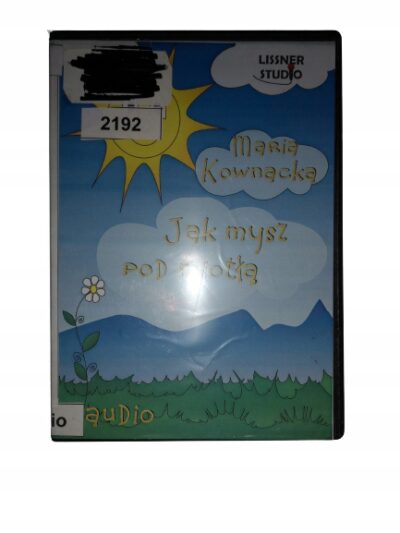 LISSNER
STUDIO
2192
Maria
Kownacka
Jak mysz
pod miotłą
io
audio